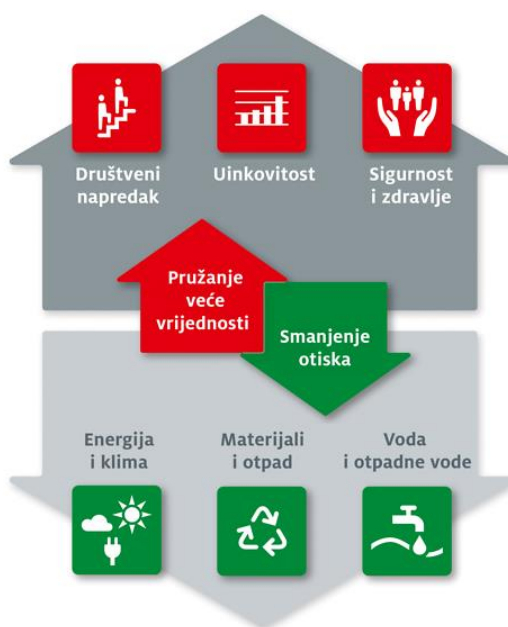 Društveni
napredak
Uinkovitost
Sigurnost
i zdravlje
Pružanje
veće
vrijednosti
Smanjenje
otiska
Energija
i klima
Materijali
i otpad
Voda
i otpadne vode